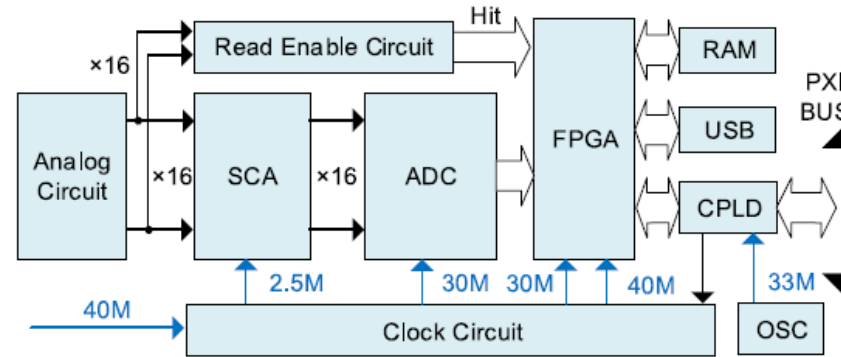 Hit
Read Enable Circuit
RAM
×16
PXI
BUS
Analog
Circuit
×16
SCA
×16
ADC
FPGA
USB
CPLD
2.5M
30M
30M
40M
33M
40M
Clock Circuit
OSC